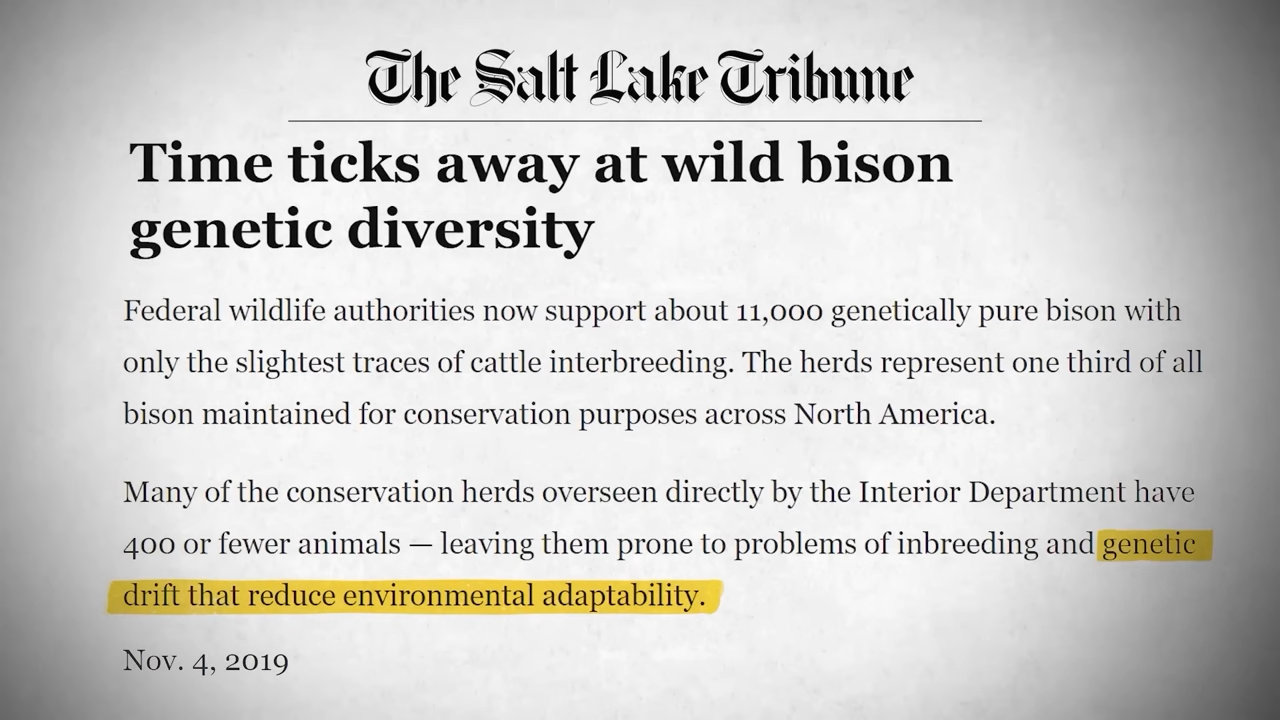 The Salt Lake Tribune
Time ticks away at wild bison
genetic diversity
Federal wildlife authorities now support about 11,000 genetically pure bison with
only the slightest traces of cattle interbreeding. The herds represent one third of all
bison maintained for conservation purposes across North America.
Many of the conservation herds overseen directly by the Interior Department have
400 or fewer animals — leaving them prone to problems of inbreeding and genetic
drift that reduce environmental adaptability.
Nov. 4, 2019